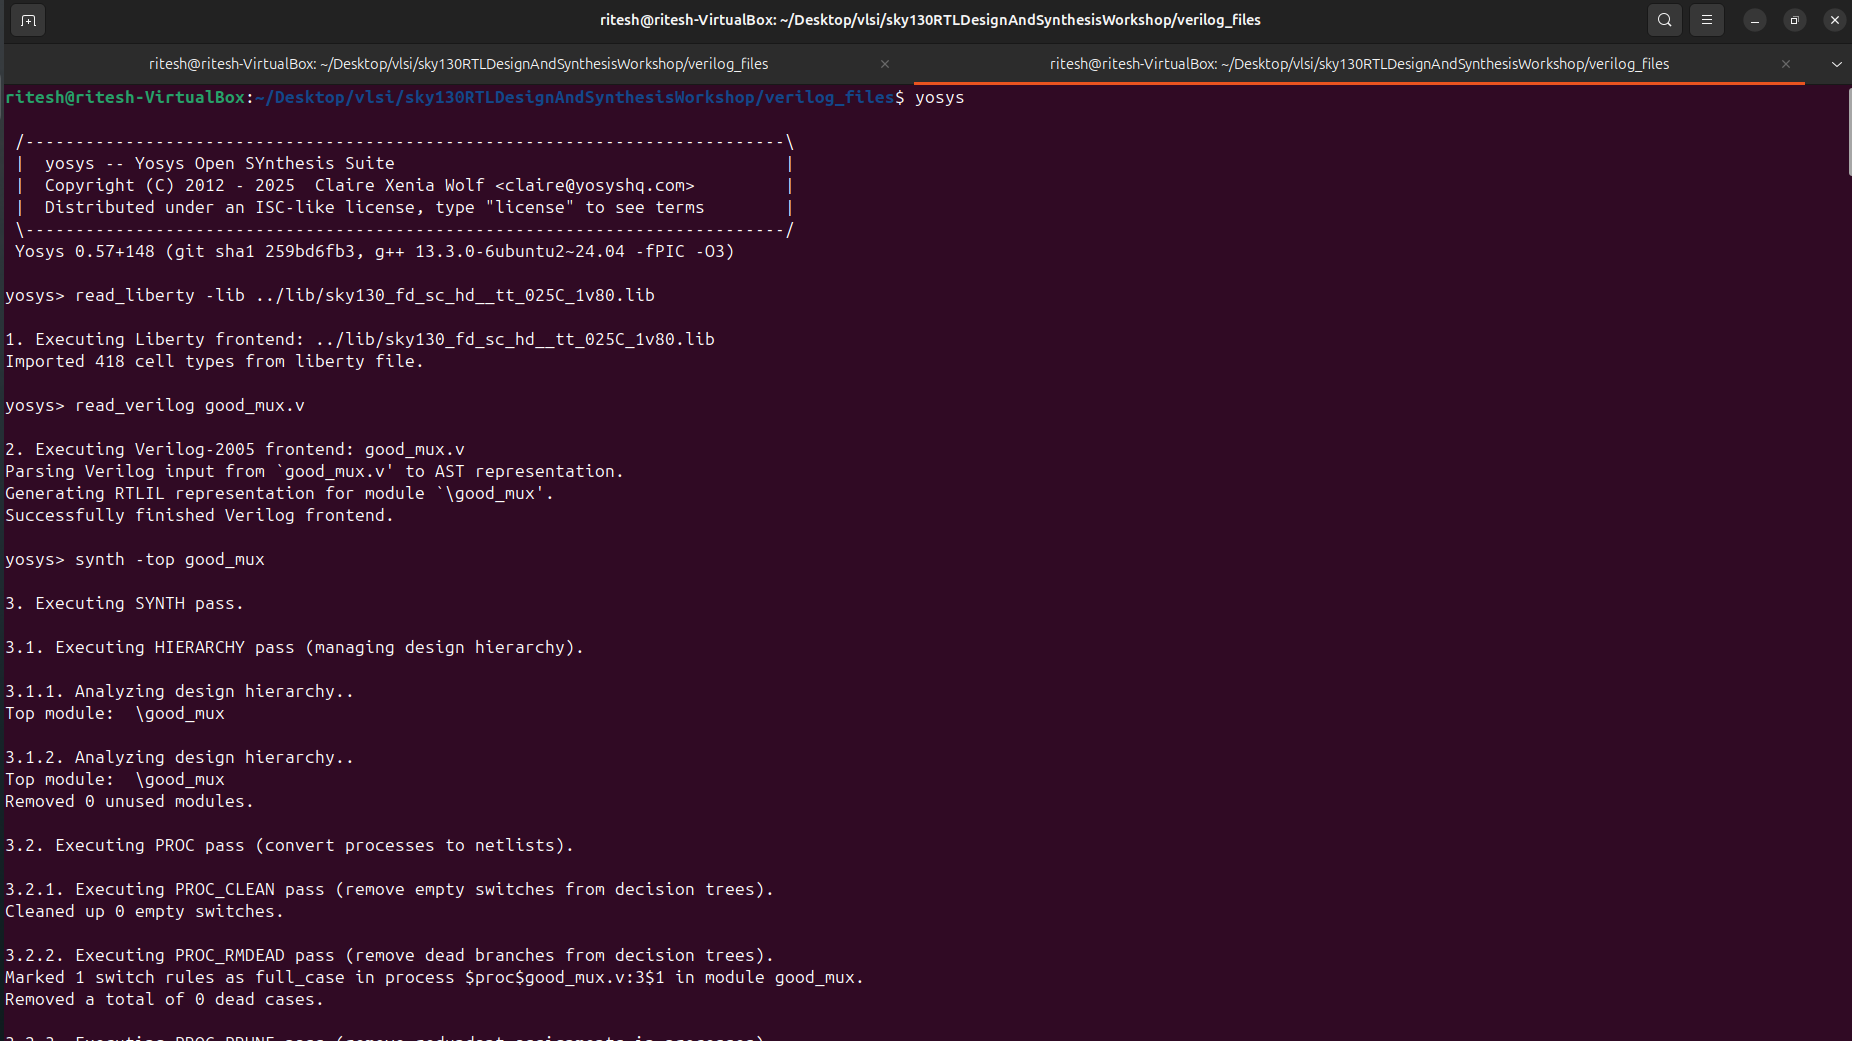 ritesh@ritesh-VirtualBox: ~/Desktop/vlsi/sky130RTLDesignAndSynthesisWorkshop/verilog_files
ritesh@ritesh-VirtualBox: ~/Desktop/vlsi/sky130RTLDesignAndSynthesisWorkshop/verilog_files
ritesh@ritesh-VirtualBox: ~/Desktop/vlsi/sky130RTLDesignAndSynthesisWorkshop/verilog_files
ritesh@ritesh-VirtualBox:~/Desktop/vlsi/sky130RTLDesignAndSynthesisWorkshop/verilog_files$ yosys
/----------------------------------------------------------------------------\
|  yosys -- Yosys Open SYnthesis Suite                                       |
|  Copyright (C) 2012 - 2025  Claire Xenia Wolf <claire@yosyshq.com>         |
|  Distributed under an ISC-like license, type "license" to see terms        |
\----------------------------------------------------------------------------/
Yosys 0.57+148 (git sha1 259bd6fb3, g++ 13.3.0-6ubuntu2~24.04 -fPIC -O3)
yosys> read_liberty -lib ../lib/sky130_fd_sc_hd__tt_025C_1v80.lib
1. Executing Liberty frontend: ../lib/sky130_fd_sc_hd__tt_025C_1v80.lib
Imported 418 cell types from liberty file.
yosys> read_verilog good_mux.v
2. Executing Verilog-2005 frontend: good_mux.v
Parsing Verilog input from `good_mux.v' to AST representation.
Generating RTLIL representation for module `\good_mux'.
Successfully finished Verilog frontend.
yosys> synth -top good_mux
3. Executing SYNTH pass.
3.1. Executing HIERARCHY pass (managing design hierarchy).
3.1.1. Analyzing design hierarchy..
Top module:  \good_mux
3.1.2. Analyzing design hierarchy..
Top module:  \good_mux
Removed 0 unused modules.
3.2. Executing PROC pass (convert processes to netlists).
3.2.1. Executing PROC_CLEAN pass (remove empty switches from decision trees).
Cleaned up 0 empty switches.
3.2.2. Executing PROC_RMDEAD pass (remove dead branches from decision trees).
Marked 1 switch rules as full_case in process $proc$good_mux.v:3$1 in module good_mux.
Removed a total of 0 dead cases.
3.2.3. Executing PROC_PRUNE pass (remove redundant assignments in processes).